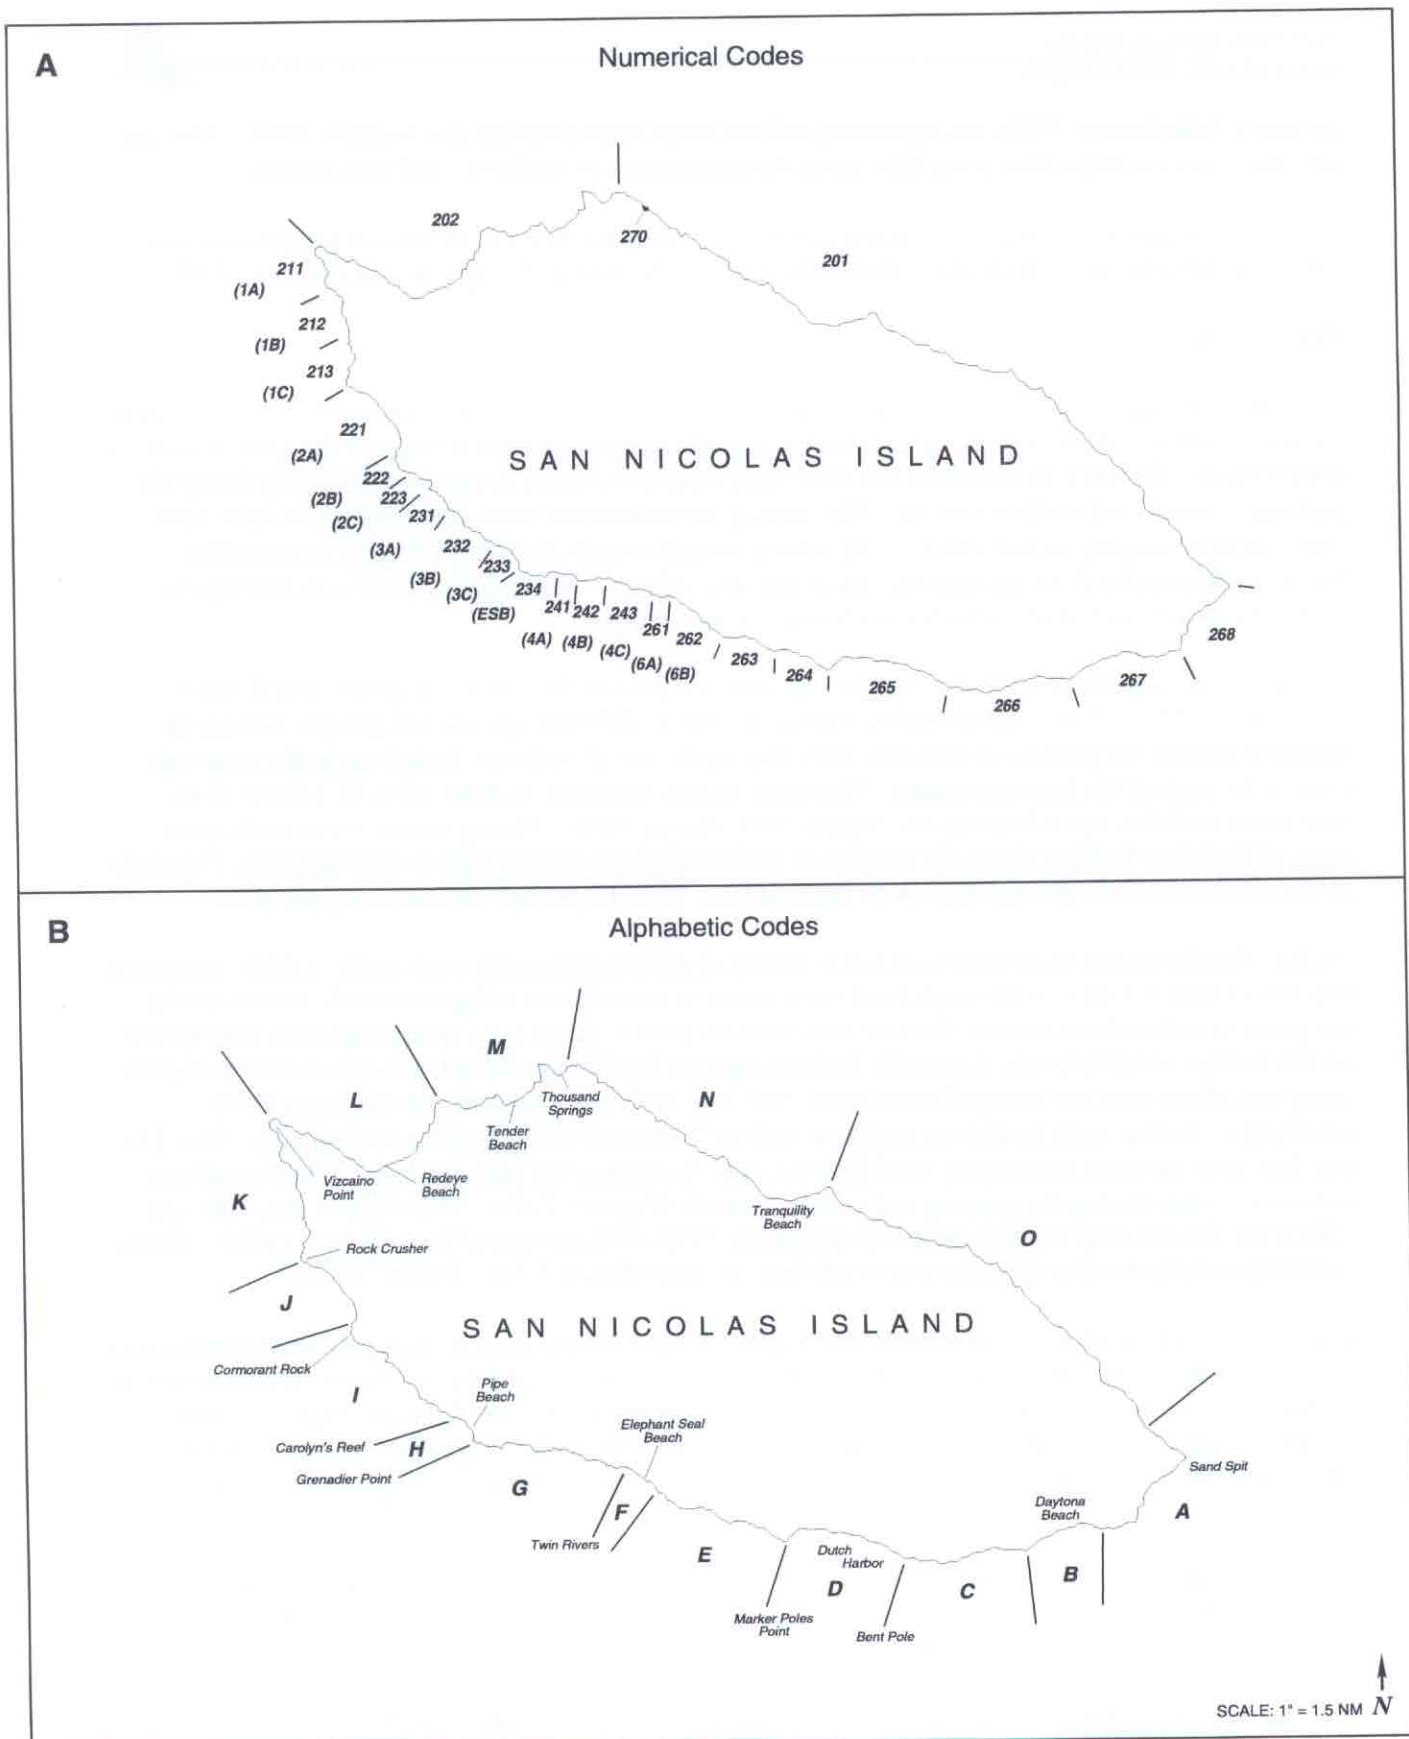 A
Numerical Codes
202
270
201
211
(1A)
212
(1B)
213
(1C)
221
(2A)
222
(2B)
223
(2C)
231
(3A)
232
(3B)
233
(3C)
234
(ESB)
241
(4A)
242
(4B)
243
(4C)
261
(6A)
262
(6B)
263
264
265
266
267
268
SAN NICOLAS ISLAND
B
Alphabetic Codes
M
L
N
Thousand
Springs
Tender
Beach
Redeye
Beach
Vizcaino
Point
K
Tranquility
Beach
O
Rock Crusher
J
SAN NICOLAS ISLAND
Cormorant Rock
I
Pipe
Beach
Carolyn's Reef
H
Elephant Seal
Beach
Grenadier Point
G
Sand Spit
F
Daytona
Beach
A
Twin Rivers
E
Dutch
Harbor
D
C
B
Marker Poles
Point
Bent Pole
SCALE: 1" = 1.5 NM
N